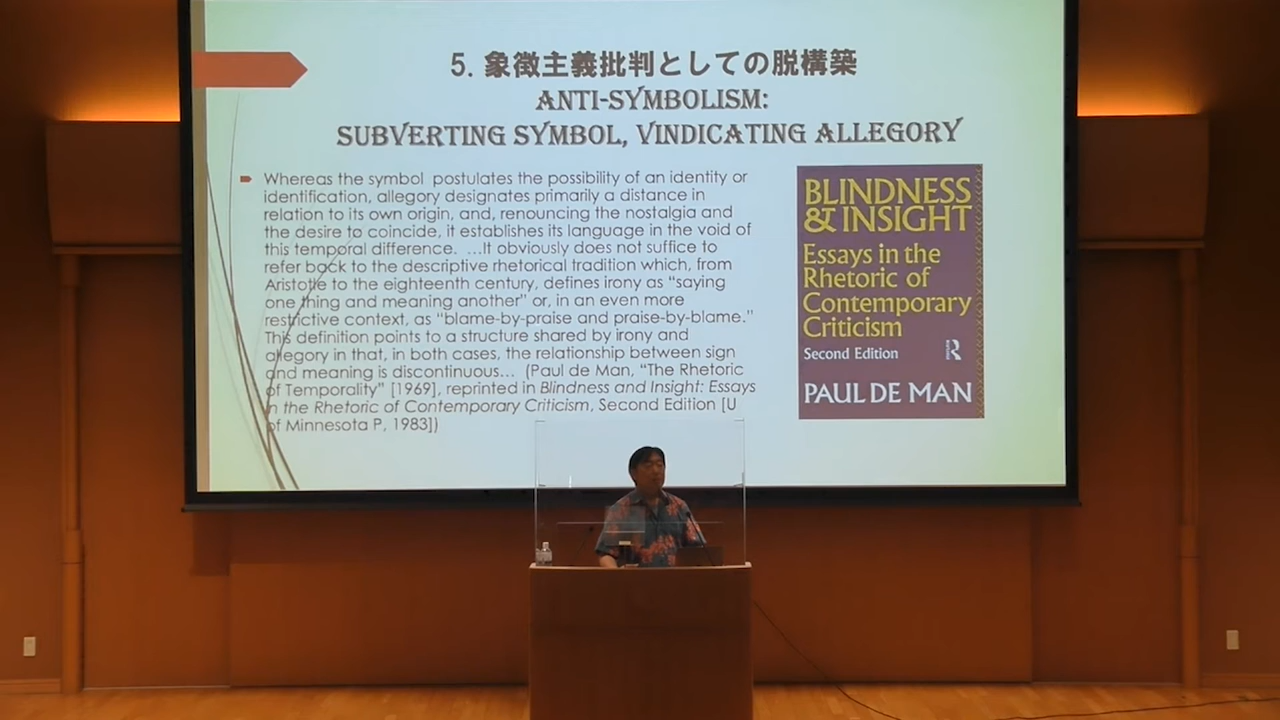 5. 象徴主義批判としての脱構築
ANTI-SYMBOLISM:
SUBVERTING SYMBOL, VINDICATING ALLEGORY
Whereas the symbol postulates the possibility of an identity or
identification, allegory designates primarily a distance in
relation to its own origin, and, renouncing the nostalgia and
the desire to coincide, it establishes its language in the void of
this temporal difference. …It obviously does not suffice to
refer back to the descriptive rhetorical tradition which, from
Aristotle to the eighteenth century, defines irony as “saying
one thing and meaning another” or, in an even more
restrictive context, as “blame-by-praise and praise-by-blame.”
This definition points to a structure shared by irony and
allegory in that, in both cases, the relationship between sign
and meaning is discontinuous… (Paul de Man, “The Rhetoric
of Temporality” [1969], reprinted in Blindness and Insight: Essays
in the Rhetoric of Contemporary Criticism, Second Edition [U
of Minnesota P, 1983])
BLINDNESS
& INSIGHT
Essays in the
Rhetoric of
Contemporary
Criticism
Second Edition
PAUL DE MAN